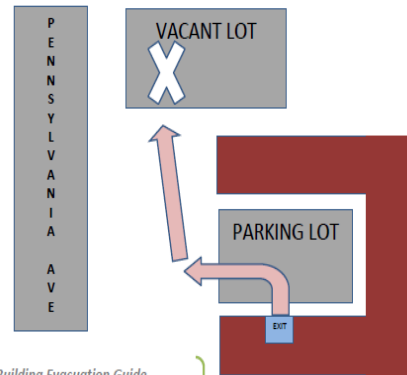 PENNSYLVANIA AVE
VACANT LOT
PARKING LOT
EXIT
Building Evacuation Guide